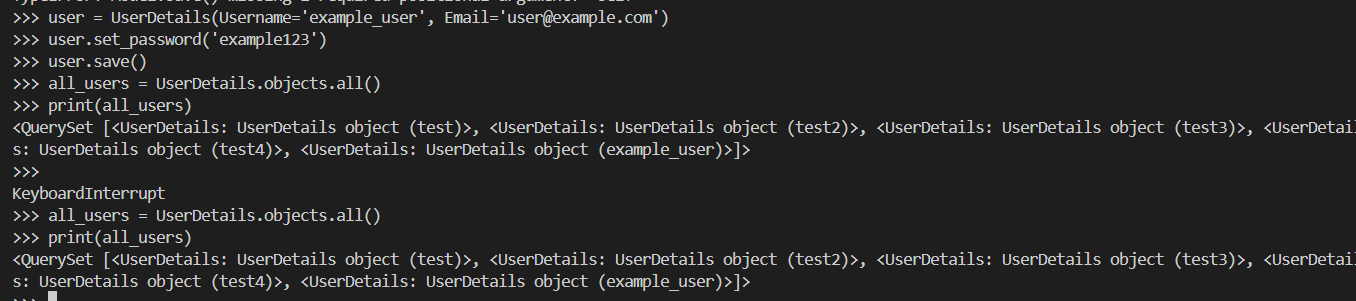 >>> user = UserDetails(Username='example_user', Email='user@example.com')
>>> user.set_password('example123')
>>> user.save()
>>> all_users = UserDetails.objects.all()
>>> print(all_users)
<QuerySet [<UserDetails: UserDetails object (test)>, <UserDetails: UserDetails object (test2)>, <UserDetails: UserDetails object (test3)>, <UserDetail
s: UserDetails object (test4)>, <UserDetails: UserDetails object (example_user)>]>
>>>
KeyboardInterrupt
>>> all_users = UserDetails.objects.all()
>>> print(all_users)
<QuerySet [<UserDetails: UserDetails object (test)>, <UserDetails: UserDetails object (test2)>, <UserDetails: UserDetails object (test3)>, <UserDetail
s: UserDetails object (test4)>, <UserDetails: UserDetails object (example_user)>]>
>>>